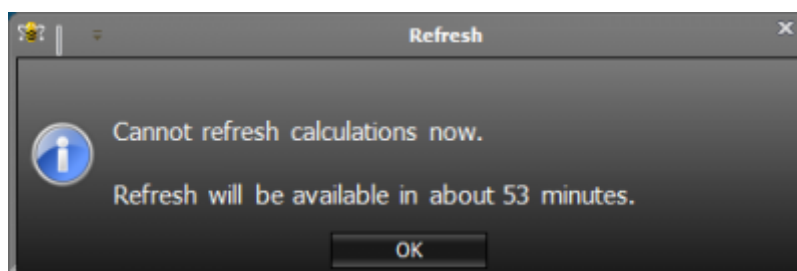 Refresh
Cannot refresh calculations now.
Refresh will be available in about 53 minutes.
OK